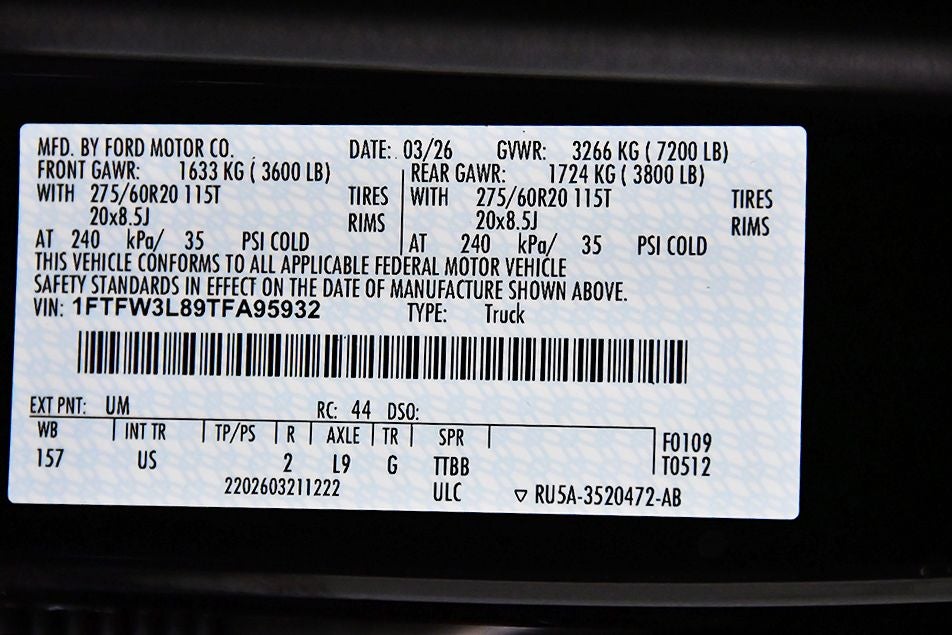 MFD. BY FORD MOTOR CO. DATE: 03/26 GVWR: 3266 KG ( 7200 LB)
FRONT GAWR: 1633 KG ( 3600 LB) REAR GAWR: 1724 KG ( 3800 LB)
WITH 275/60R20 115T TIRES WITH 275/60R20 115T TIRES
20x8.5J RIMS 20x8.5J RIMS
AT 240 kPa/ 35 PSI COLD AT 240 kPa/ 35 PSI COLD
THIS VEHICLE CONFORMS TO ALL APPLICABLE FEDERAL MOTOR VEHICLE
SAFETY STANDARDS IN EFFECT ON THE DATE OF MANUFACTURE SHOWN ABOVE.
VIN: 1FTFW3L89TFA95932 TYPE: Truck
EXT PNT: UM RC: 44 DSO:
WB INT TR TP/PS R AXLE TR SPR F0109
157 US 2 L9 G TTBB T0512
2202603211222 ULC ▽ RU5A-3520472-AB